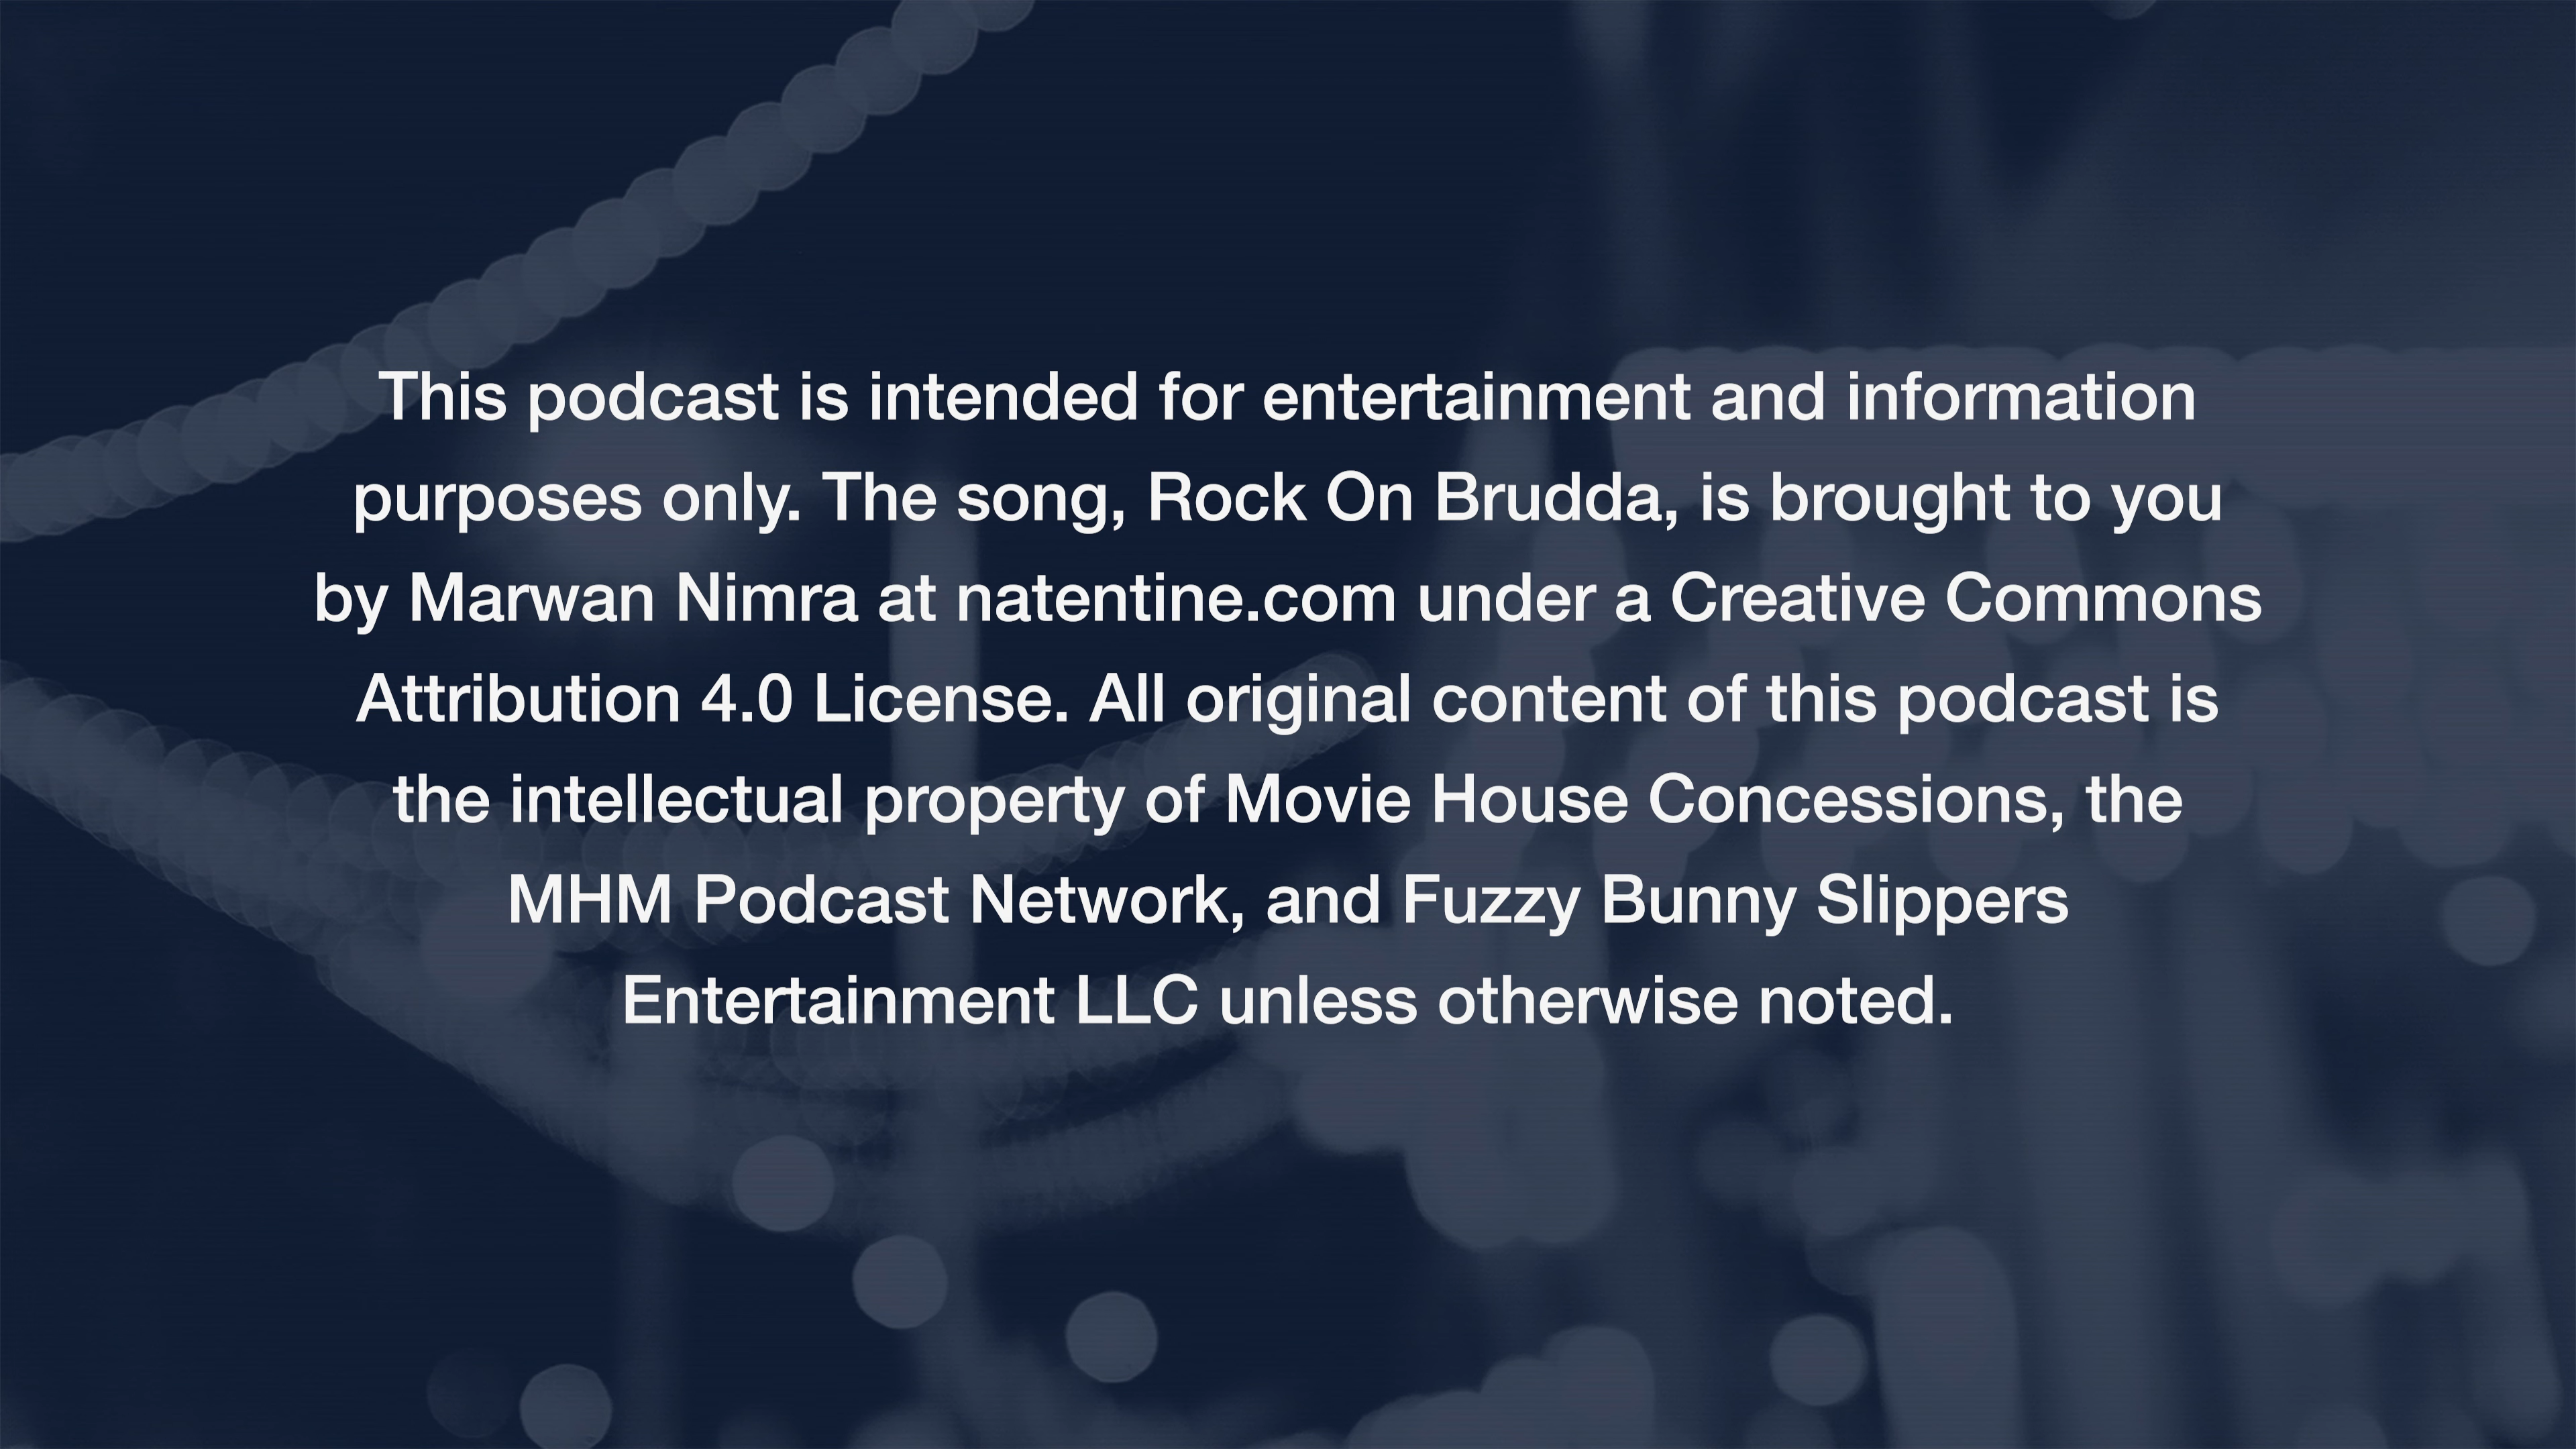 This podcast is intended for entertainment and information
purposes only. The song, Rock On Brudda, is brought to you
by Marwan Nimra at natentine.com under a Creative Commons
Attribution 4.0 License. All original content of this podcast is
the intellectual property of Movie House Concessions, the
MHM Podcast Network, and Fuzzy Bunny Slippers
Entertainment LLC unless otherwise noted.